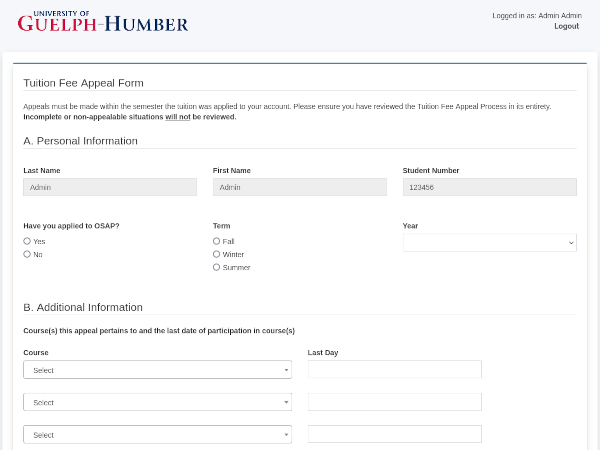 UNIVERSITY OF
GUELPH-HUMBER
Logged in as: Admin Admin
Logout
Tuition Fee Appeal Form
Appeals must be made within the semester the tuition was applied to your account. Please ensure you have reviewed the Tuition Fee Appeal Process in its entirety.
Incomplete or non-appealable situations will not be reviewed.
A. Personal Information
Last Name First Name Student Number
Admin Admin 123456
Have you applied to OSAP? Term Year
Yes Fall
No Winter
Summer
B. Additional Information
Course(s) this appeal pertains to and the last date of participation in course(s)
Course Last Day
Select
Select
Select